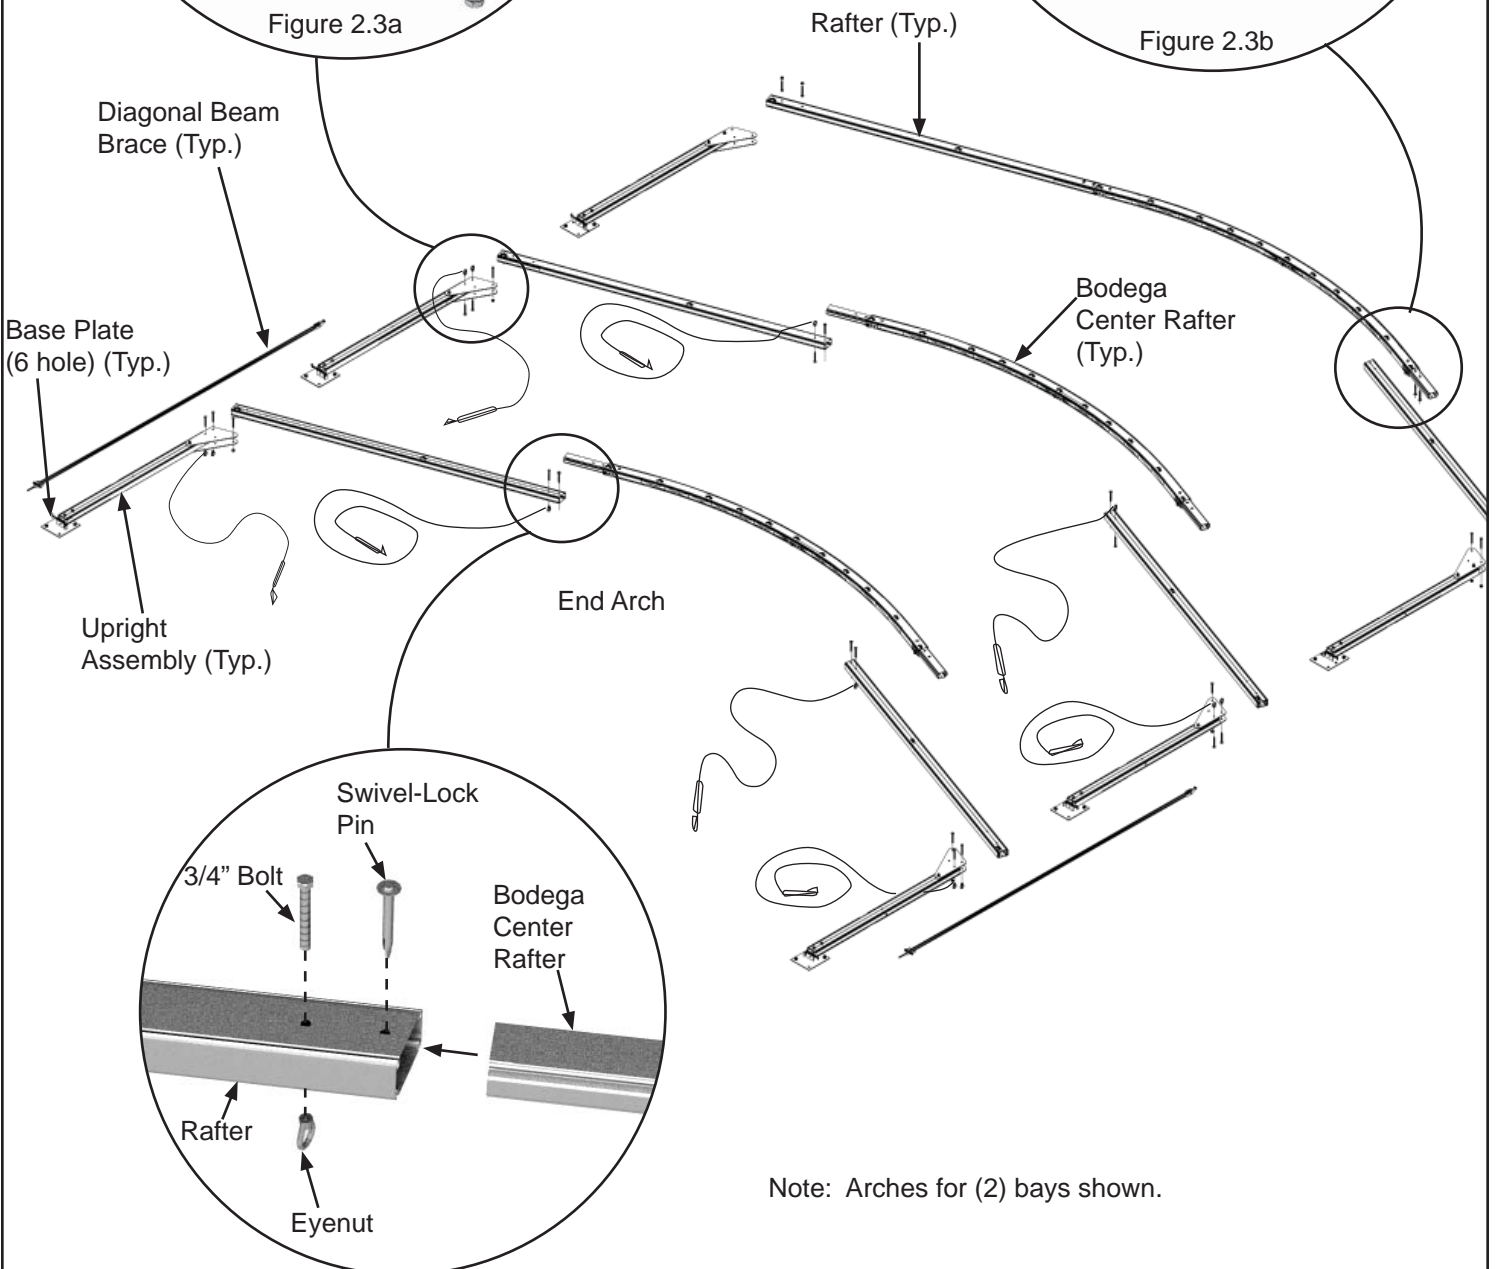 Figure 2.3a
Rafter (Typ.)
Figure 2.3b
Diagonal Beam
Brace (Typ.)
Bodega
Center Rafter
(Typ.)
Base Plate
(6 hole) (Typ.)
End Arch
Upright
Assembly (Typ.)
Swivel-Lock
Pin
3/4” Bolt
Bodega
Center
Rafter
Rafter
Eyenut
Note:  Arches for (2) bays shown.